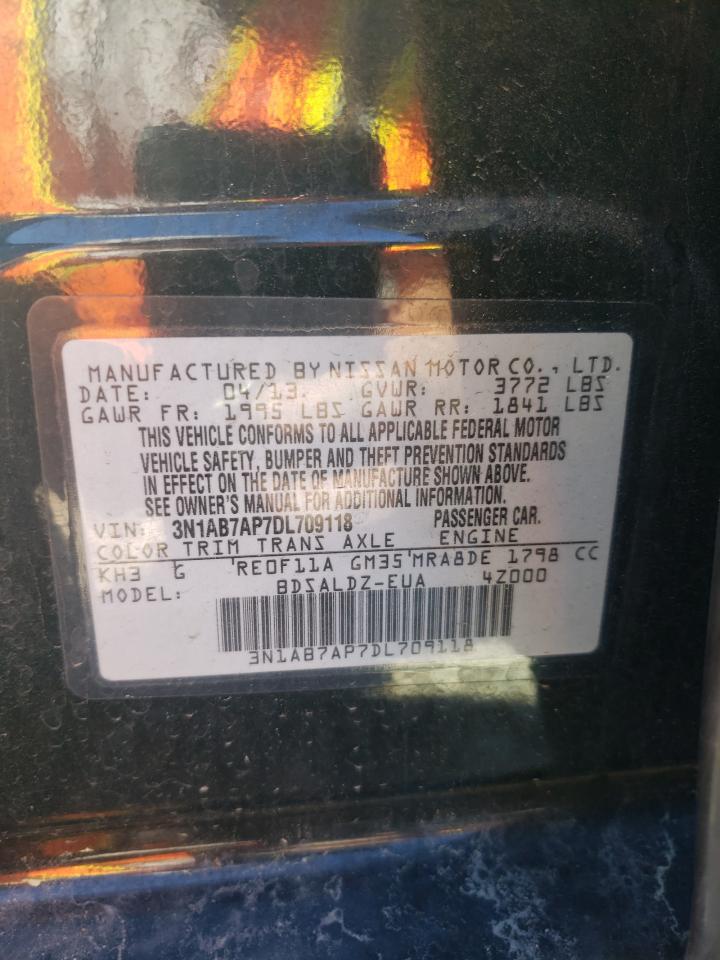 MANUFACTURED BY NISSAN MOTOR CO., LTD.
DATE: 04/13. GVWR: 3772 LBS
GAWR FR: 1995 LBS GAWR RR: 1841 LBS
THIS VEHICLE CONFORMS TO ALL APPLICABLE FEDERAL MOTOR
VEHICLE SAFETY, BUMPER AND THEFT PREVENTION STANDARDS
IN EFFECT ON THE DATE OF MANUFACTURE SHOWN ABOVE.
SEE OWNER'S MANUAL FOR ADDITIONAL INFORMATION.
VIN: 3N1AB7AP7DL709118 PASSENGER CAR.
COLOR TRIM TRANS AXLE ENGINE
KH3 G 'RE0F11A GM35'MRA8DE 1798 CC
MODEL: BDSALDZ-EUA 4Z000
3N1AB7AP7DL709118